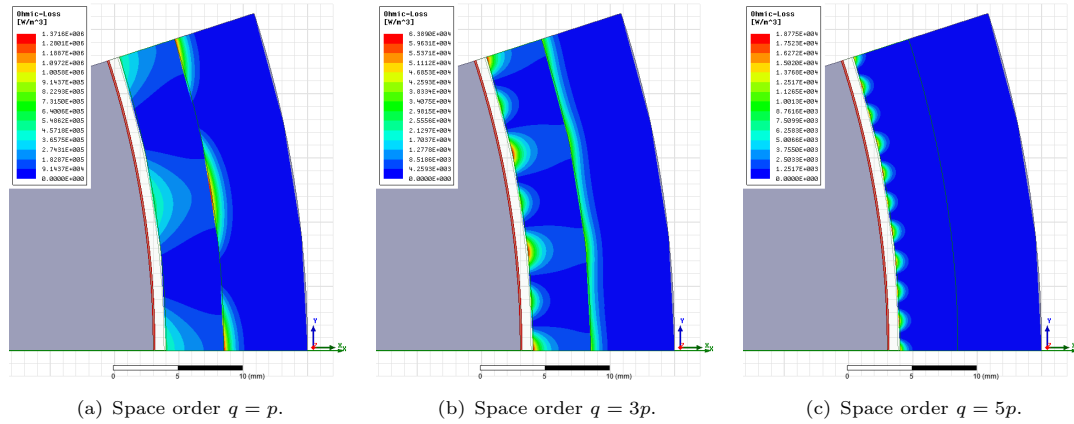 Ohmic-Loss
[W/m^3]
1.3716E+006
1.2801E+006
1.1887E+006
1.0972E+006
1.0058E+006
9.1437E+005
8.2293E+005
7.3150E+005
6.4006E+005
5.4862E+005
4.5718E+005
3.6575E+005
2.7431E+005
1.8287E+005
9.1437E+004
0.0000E+000
Y
X
Z
0 5 10 (mm)
(a) Space order q = p.
Ohmic-Loss
[W/m^3]
6.3890E+004
5.9631E+004
5.5371E+004
5.1112E+004
4.6853E+004
4.2593E+004
3.8334E+004
3.4075E+004
2.9815E+004
2.5556E+004
2.1297E+004
1.7037E+004
1.2778E+004
8.5186E+003
4.2593E+003
0.0000E+000
Y
X
Z
0 5 10 (mm)
(b) Space order q = 3p.
Ohmic-Loss
[W/m^3]
1.8775E+004
1.7523E+004
1.6272E+004
1.5020E+004
1.3768E+004
1.2517E+004
1.1265E+004
1.0013E+004
8.7616E+003
7.5099E+003
6.2583E+003
5.0066E+003
3.7550E+003
2.5033E+003
1.2517E+003
0.0000E+000
Y
X
Z
0 5 10 (mm)
(c) Space order q = 5p.